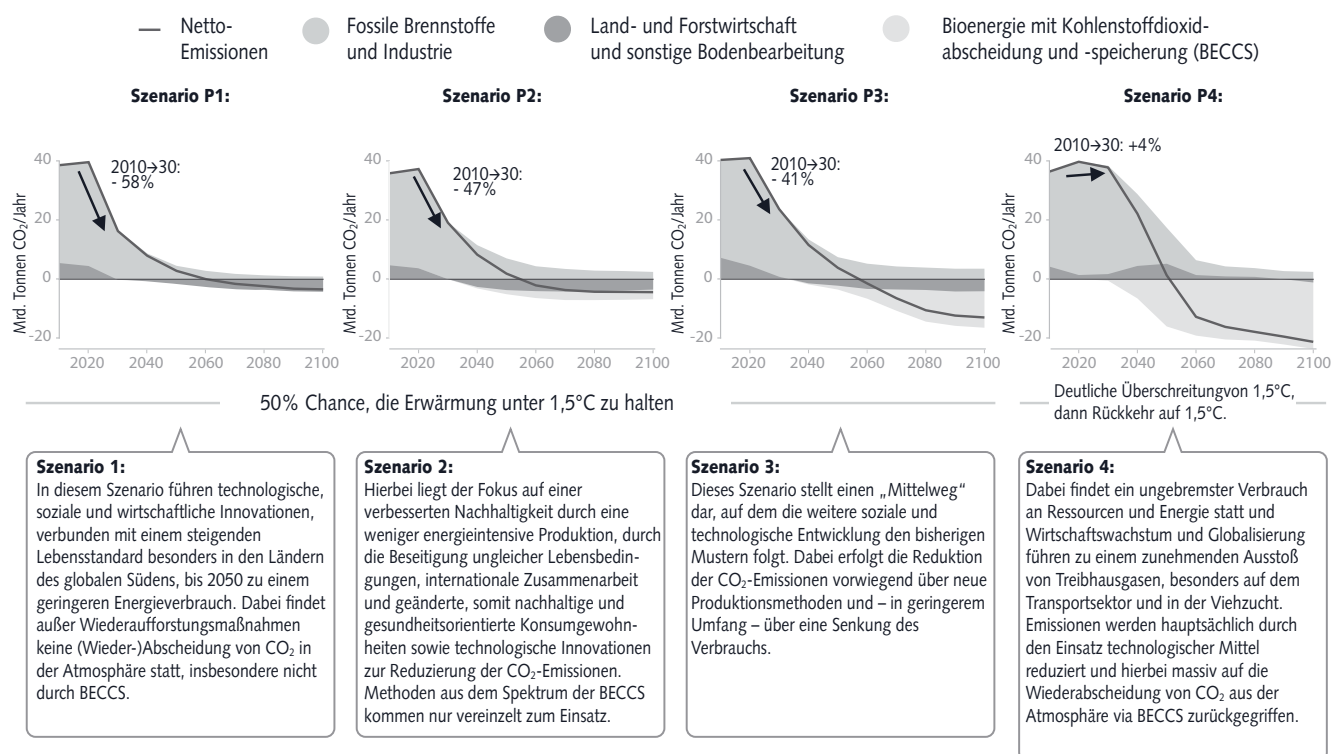 Netto-
Emissionen
Fossile Brennstoffe
und Industrie
Land- und Forstwirtschaft
und sonstige Bodenbearbeitung
Bioenergie mit Kohlenstoffdioxid-
abscheidung und -speicherung (BECCS)
Szenario P1:
Mrd. Tonnen CO₂/Jahr
40
20
0
-20
2010→30:
- 58%
2020 2040 2060 2080 2100
Szenario P2:
Mrd. Tonnen CO₂/Jahr
40
20
0
-20
2010→30:
- 47%
2020 2040 2060 2080 2100
Szenario P3:
Mrd. Tonnen CO₂/Jahr
40
20
0
-20
2010→30:
- 41%
2020 2040 2060 2080 2100
Szenario P4:
Mrd. Tonnen CO₂/Jahr
40
20
0
-20
2010→30: +4%
2020 2040 2060 2080 2100
50% Chance, die Erwärmung unter 1,5°C zu halten
Deutliche Überschreitungvon 1,5°C,
dann Rückkehr auf 1,5°C.
Szenario 1:
In diesem Szenario führen technologische,
soziale und wirtschaftliche Innovationen,
verbunden mit einem steigenden
Lebensstandard besonders in den Ländern
des globalen Südens, bis 2050 zu einem
geringeren Energieverbrauch. Dabei findet
außer Wiederaufforstungsmaßnahmen
keine (Wieder-)Abscheidung von CO₂ in
der Atmosphäre statt, insbesondere nicht
durch BECCS.
Szenario 2:
Hierbei liegt der Fokus auf einer
verbesserten Nachhaltigkeit durch eine
weniger energieintensive Produktion, durch
die Beseitigung ungleicher Lebensbedin-
gungen, internationale Zusammenarbeit
und geänderte, somit nachhaltige und
gesundheitsorientierte Konsumgewohn-
heiten sowie technologische Innovationen
zur Reduzierung der CO₂-Emissionen.
Methoden aus dem Spektrum der BECCS
kommen nur vereinzelt zum Einsatz.
Szenario 3:
Dieses Szenario stellt einen „Mittelweg“
dar, auf dem die weitere soziale und
technologische Entwicklung den bisherigen
Mustern folgt. Dabei erfolgt die Reduktion
der CO₂-Emissionen vorwiegend über neue
Produktionsmethoden und – in geringerem
Umfang – über eine Senkung des
Verbrauchs.
Szenario 4:
Dabei findet ein ungebremster Verbrauch
an Ressourcen und Energie statt und
Wirtschaftswachstum und Globalisierung
führen zu einem zunehmenden Ausstoß
von Treibhausgasen, besonders auf dem
Transportsektor und in der Viehzucht.
Emissionen werden hauptsächlich durch
den Einsatz technologischer Mittel
reduziert und hierbei massiv auf die
Wiederabscheidung von CO₂ aus der
Atmosphäre via BECCS zurückgegriffen.